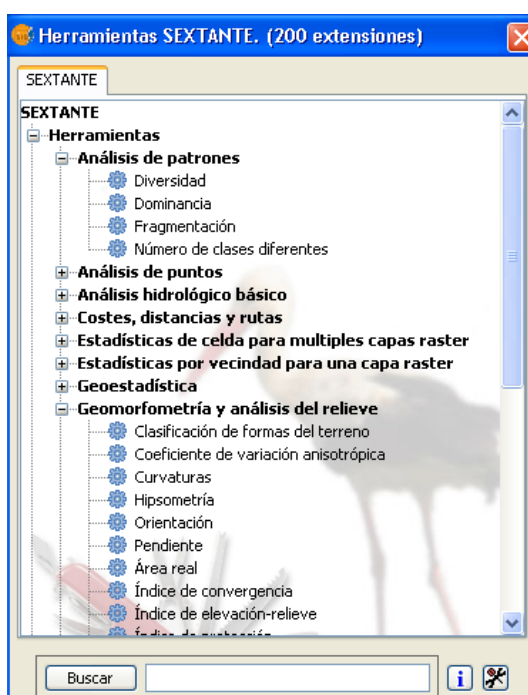 Herramientas SEXTANTE. (200 extensiones)
SEXTANTE
SEXTANTE
Herramientas
Análisis de patrones
Diversidad
Dominancia
Fragmentación
Número de clases diferentes
Análisis de puntos
Análisis hidrológico básico
Costes, distancias y rutas
Estadísticas de celda para multiples capas raster
Estadísticas por vecindad para una capa raster
Geoestadística
Geomorfometría y análisis del relieve
Clasificación de formas del terreno
Coeficiente de variación anisotrópica
Curvaturas
Hipsometría
Orientación
Pendiente
Área real
Índice de convergencia
Índice de elevación-relieve
Índice de protección
Buscar